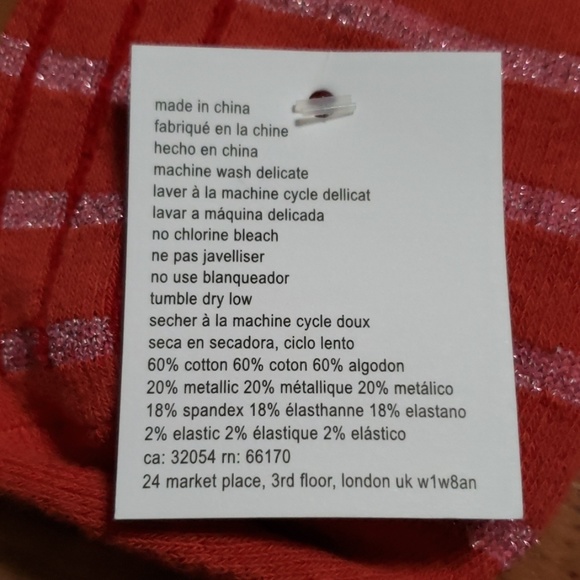 made in china
fabriqué en la chine
hecho en china
machine wash delicate
laver à la machine cycle dellicat
lavar a máquina delicada
no chlorine bleach
ne pas javelliser
no use blanqueador
tumble dry low
secher à la machine cycle doux
seca en secadora, ciclo lento
60% cotton 60% coton 60% algodon
20% metallic 20% métallique 20% metálico
18% spandex 18% élasthanne 18% elastano
2% elastic 2% élastique 2% elástico
ca: 32054 rn: 66170
24 market place, 3rd floor, london uk w1w8an